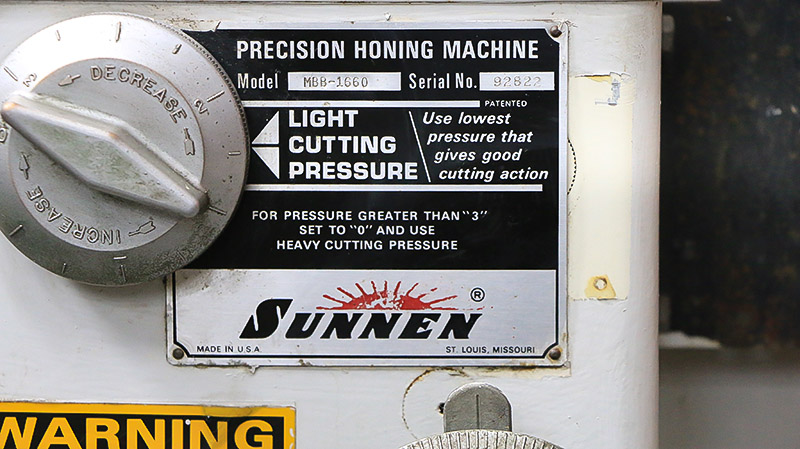 PRECISION HONING MACHINE
Model MBB-1660 Serial No. 92822
PATENTED
LIGHT
CUTTING
PRESSURE
Use lowest
pressure that
gives good
cutting action
FOR PRESSURE GREATER THAN "3"
SET TO "0" AND USE
HEAVY CUTTING PRESSURE
SUNNEN ®
MADE IN U.S.A.
ST. LOUIS, MISSOURI
DECREASE
INCREASE
2
3
WARNING